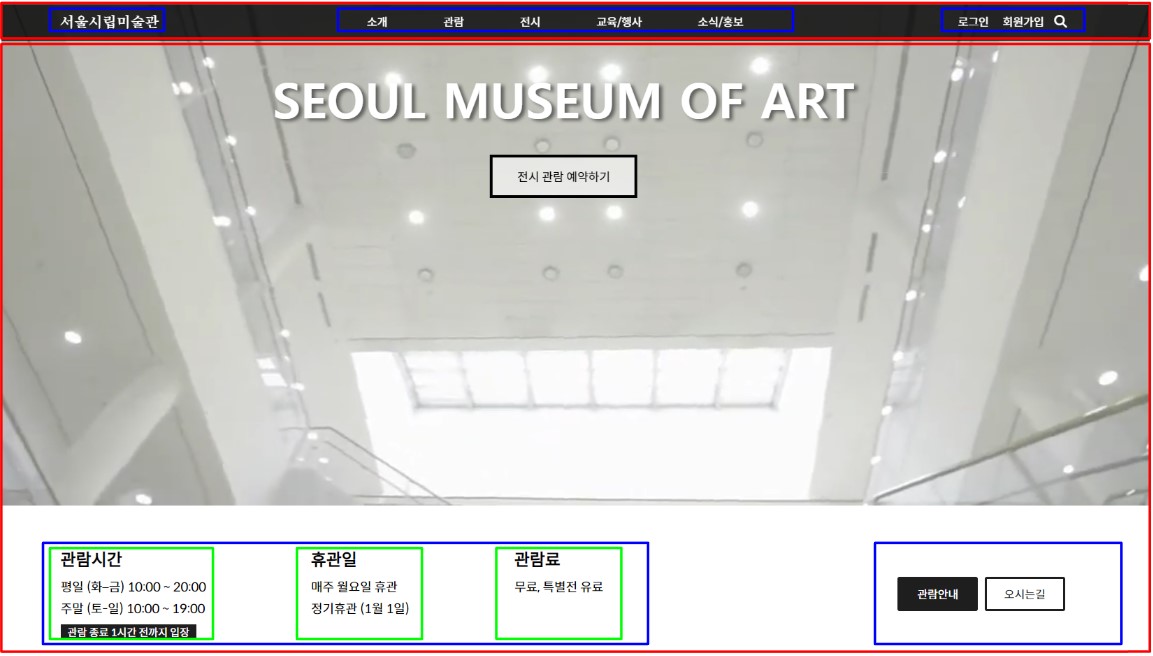 서울시립미술관
소개 관람 전시 교육/행사 소식/홍보
로그인 회원가입
SEOUL MUSEUM OF ART
전시 관람 예약하기
관람시간
평일 (화–금) 10:00 ~ 20:00
주말 (토-일) 10:00 ~ 19:00
관람 종료 1시간 전까지 입장
휴관일
매주 월요일 휴관
정기휴관 (1월 1일)
관람료
무료, 특별전 유료
관람안내
오시는길